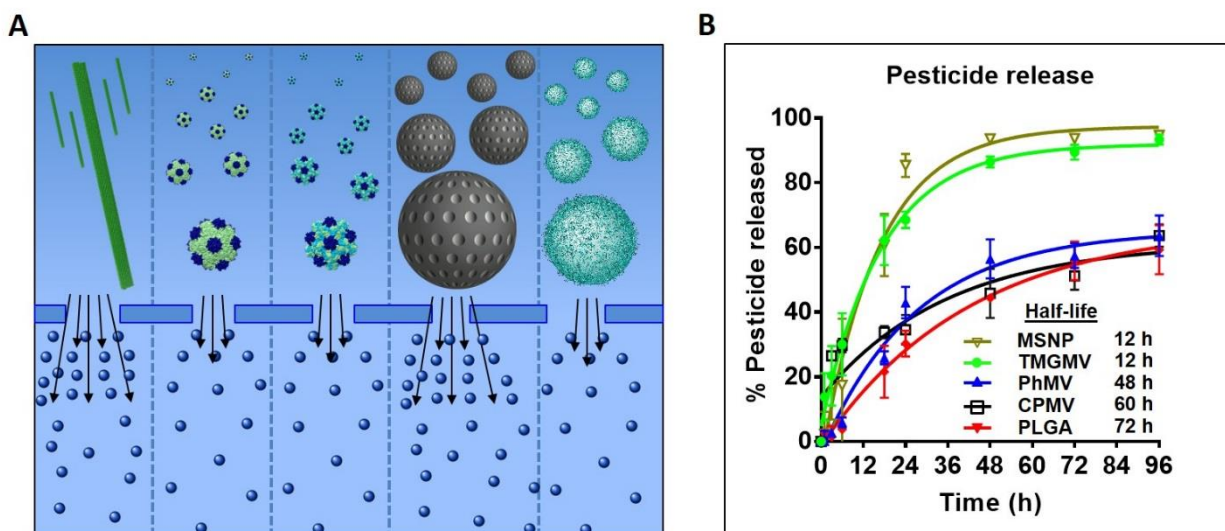 A
B
Pesticide release
% Pesticide released
100
80
60
40
20
0
Half-life
MSNP 12 h
TMGMV 12 h
PhMV 48 h
CPMV 60 h
PLGA 72 h
0 12 24 36 48 60 72 84 96
Time (h)